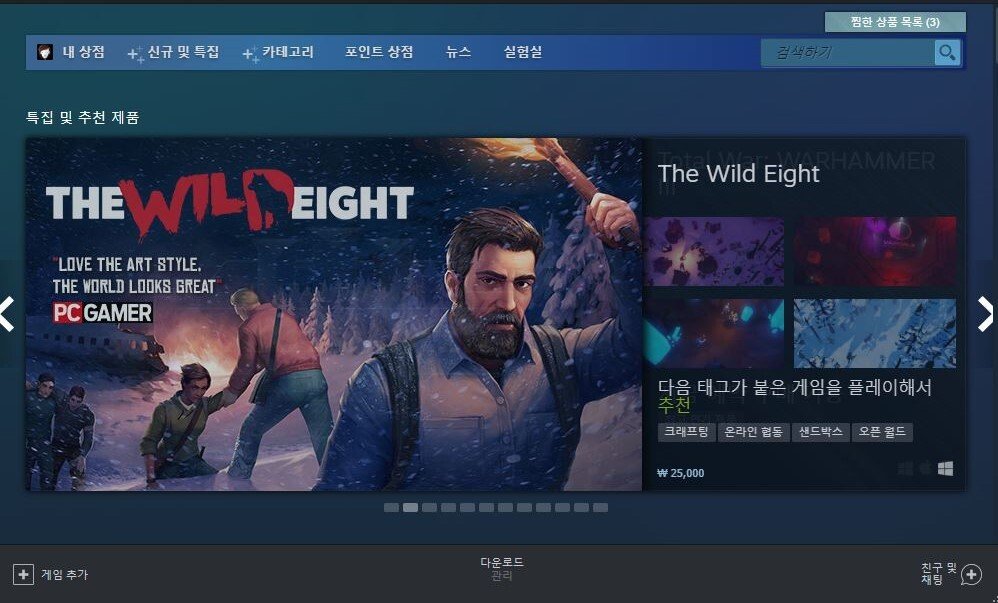 찜한 상품 목록 (3)
내 상점 신규 및 특집 카테고리 포인트 상점 뉴스 실험실 검색하기
특집 및 추천 제품
THE WILD EIGHT
"LOVE THE ART STYLE.
THE WORLD LOOKS GREAT"
PC GAMER
Total War: WARHAMMER
III
The Wild Eight
다음 태그가 붙은 게임을 플레이해서
추천
크래프팅 온라인 협동 샌드박스 오픈 월드
₩ 25,000
게임 추가
다운로드
관리
친구 및
채팅